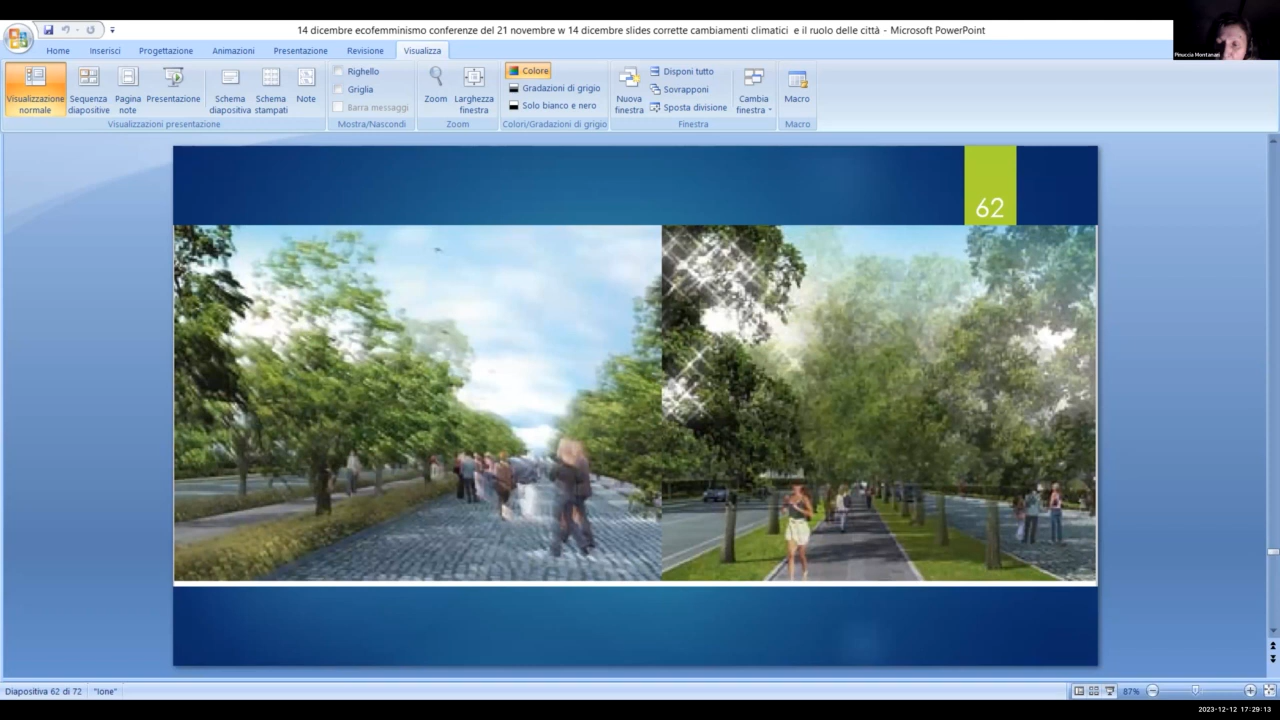 14 dicembre ecofemminismo conferenze del 21 novembre w 14 dicembre slides corrette cambiamenti climatici e il ruolo delle città - Microsoft PowerPoint
Pinuccia Montanari
Home Inserisci Progettazione Animazioni Presentazione Revisione Visualizza
Visualizzazione normale
Sequenza diapositive
Pagina note
Presentazione
Schema diapositiva
Schema stampati
Note
Visualizzazioni presentazione
Righello
Griglia
Barra messaggi
Mostra/Nascondi
Zoom
Larghezza finestra
Zoom
Colore
Gradazioni di grigio
Solo bianco e nero
Colori/Gradazioni di grigio
Nuova finestra
Disponi tutto
Sovrapponi
Sposta divisione
Cambia finestra
Finestra
Macro
Macro
62
Diapositiva 62 di 72 "Ione"
87%
2023-12-12 17:29:13